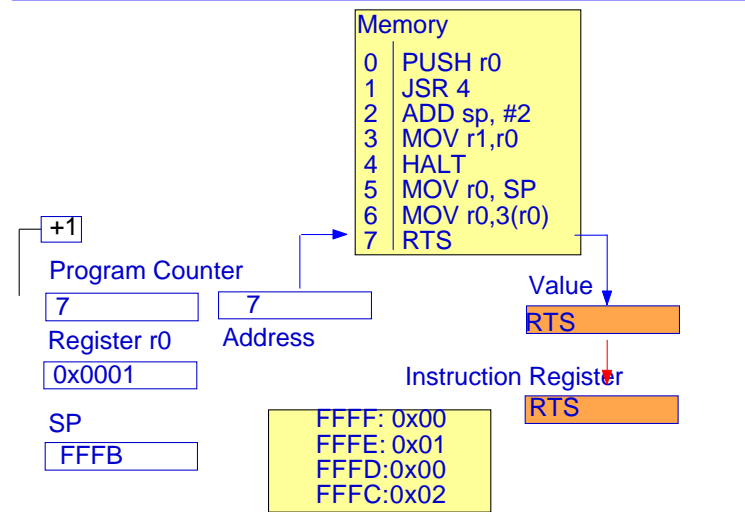 Memory
0 PUSH r0
1 JSR 4
2 ADD sp, #2
3 MOV r1,r0
4 HALT
5 MOV r0, SP
6 MOV r0,3(r0)
7 RTS
+1
Program Counter
7
7
Address
Value
RTS
Register r0
0x0001
Instruction Register
RTS
SP
FFFB
FFFF: 0x00
FFFE: 0x01
FFFD:0x00
FFFC:0x02